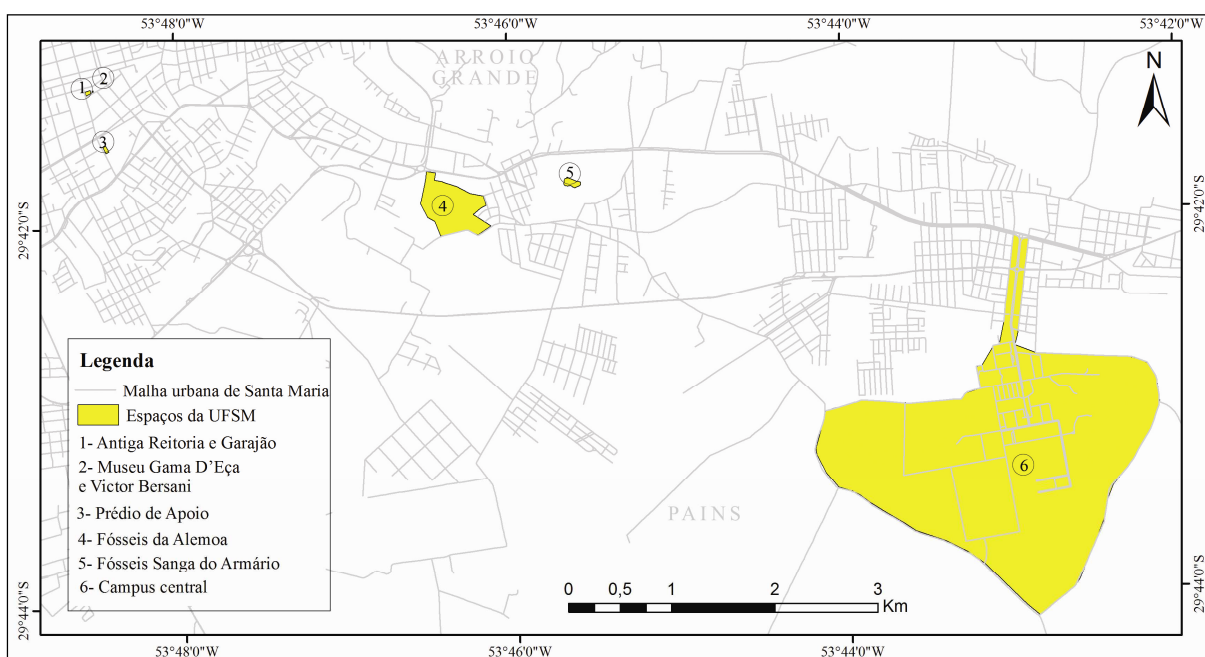 53°48'0"W
53°46'0"W
53°44'0"W
53°42'0"W
ARROIO
GRANDE
N
1
2
3
4
5
29°42'0"S
29°42'0"S
6
PAINS
Legenda
Malha urbana de Santa Maria
Espaços da UFSM
1- Antiga Reitoria e Garajão
2- Museu Gama D’Eça
e Victor Bersani
3- Prédio de Apoio
4- Fósseis da Alemoa
5- Fósseis Sanga do Armário
6- Campus central
0 0,5 1 2 3
Km
29°44'0"S
29°44'0"S
53°48'0"W
53°46'0"W
53°44'0"W